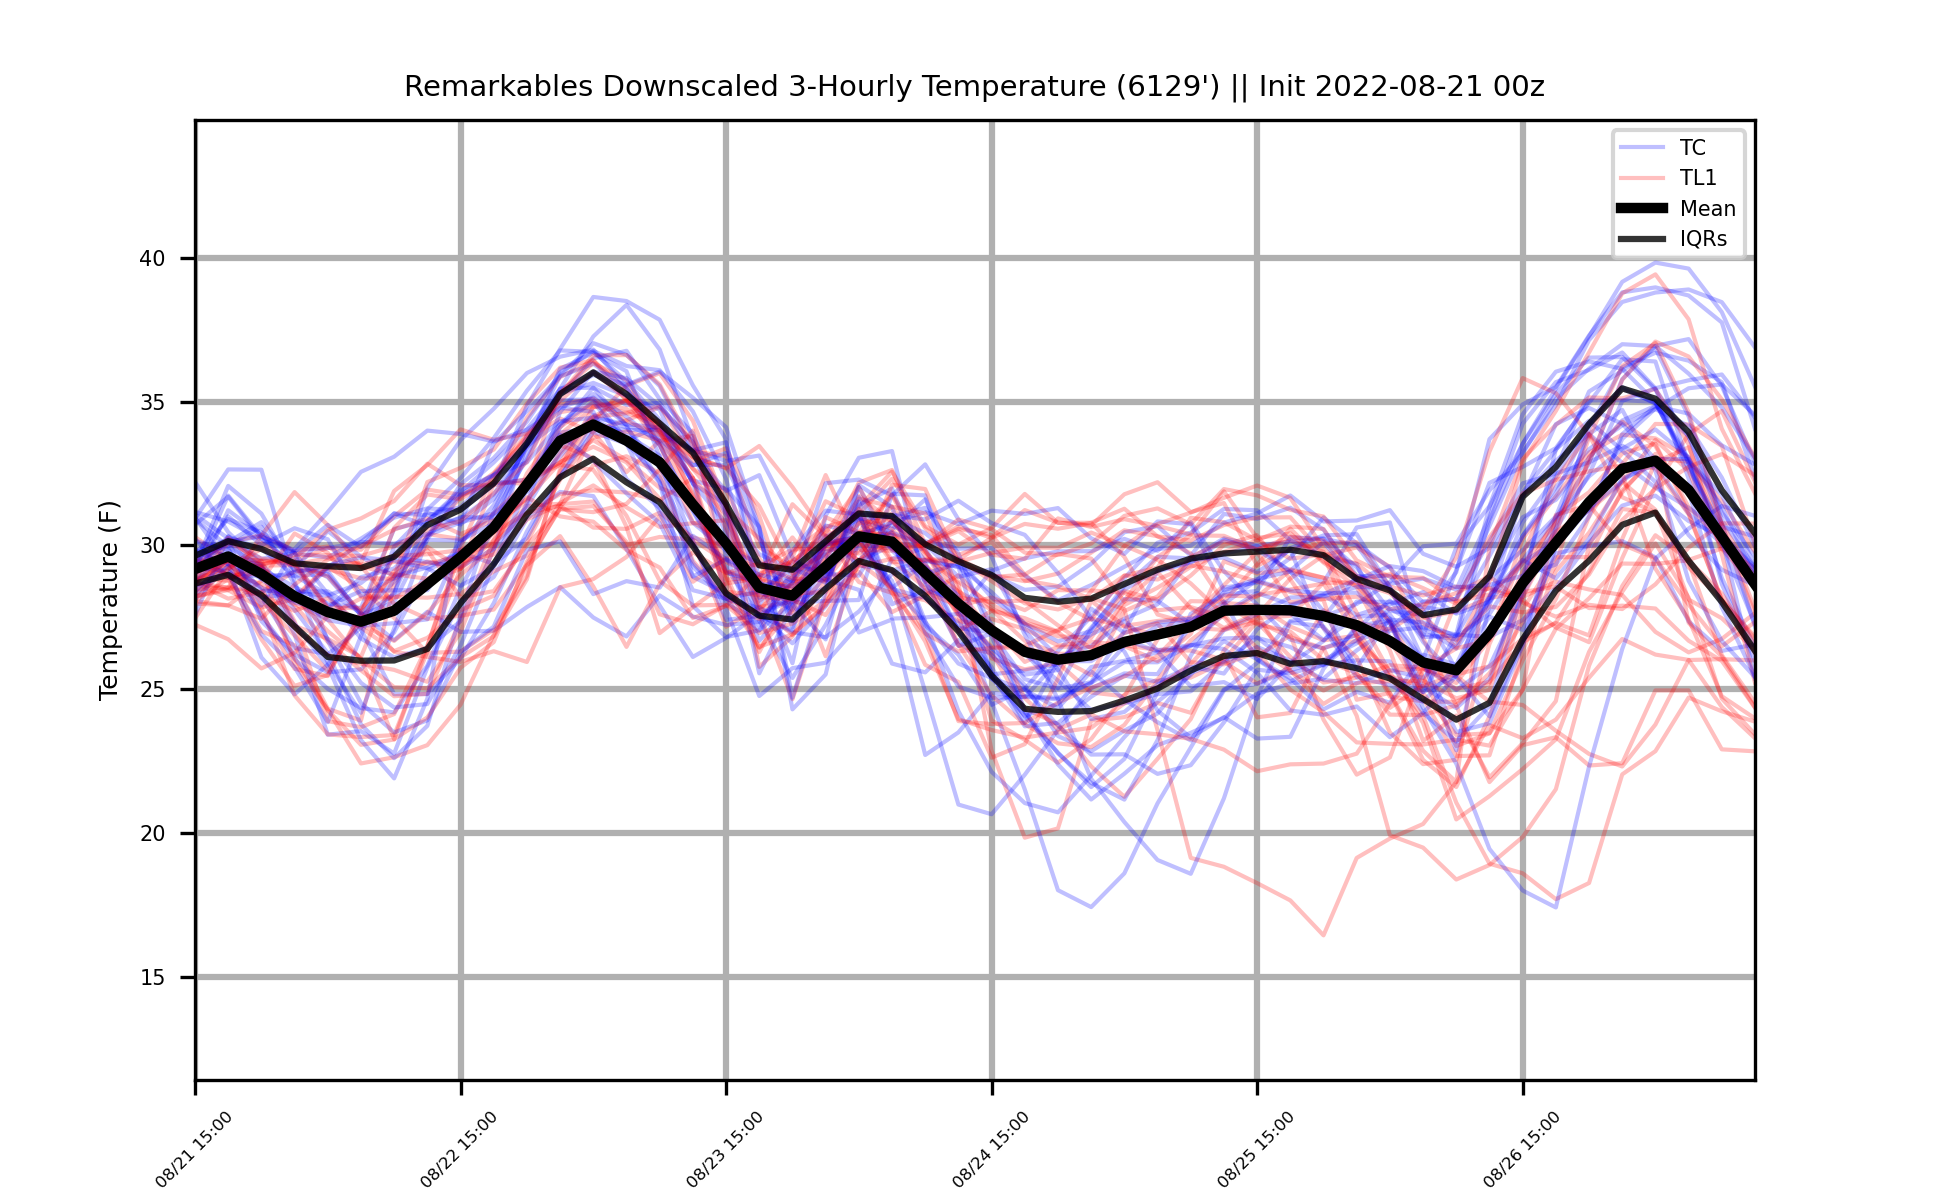 Remarkables Downscaled 3-Hourly Temperature (6129') || Init 2022-08-21 00z
TC
TL1
Mean
IQRs
Temperature (F)
40
35
30
25
20
15
08/21 15:00
08/22 15:00
08/23 15:00
08/24 15:00
08/25 15:00
08/26 15:00